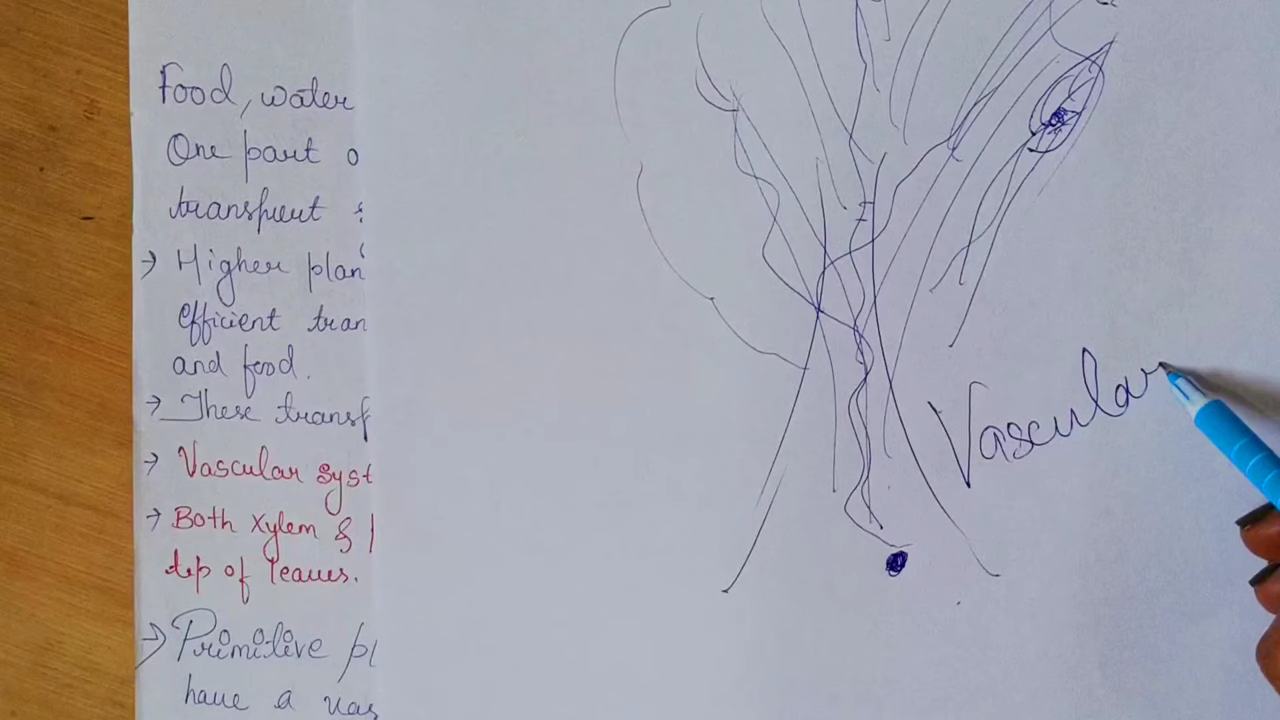 Food, water
One part o
transpurt
Higher plan
efficient tran
and food.
→ These transf
→ Vascular syst
→ Both xylem &
tip of leaves.
→ Primitive pl
have a vas
Vascular